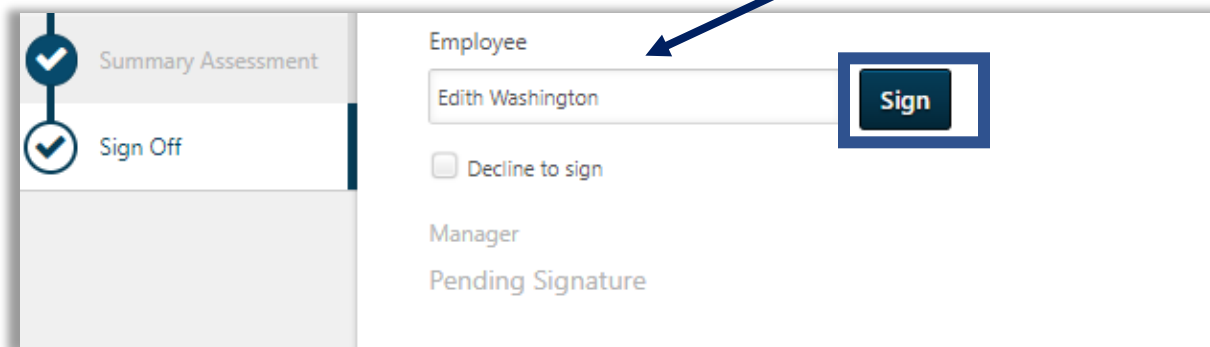 Summary Assessment
Sign Off
Employee
Edith Washington
Sign
Decline to sign
Manager
Pending Signature